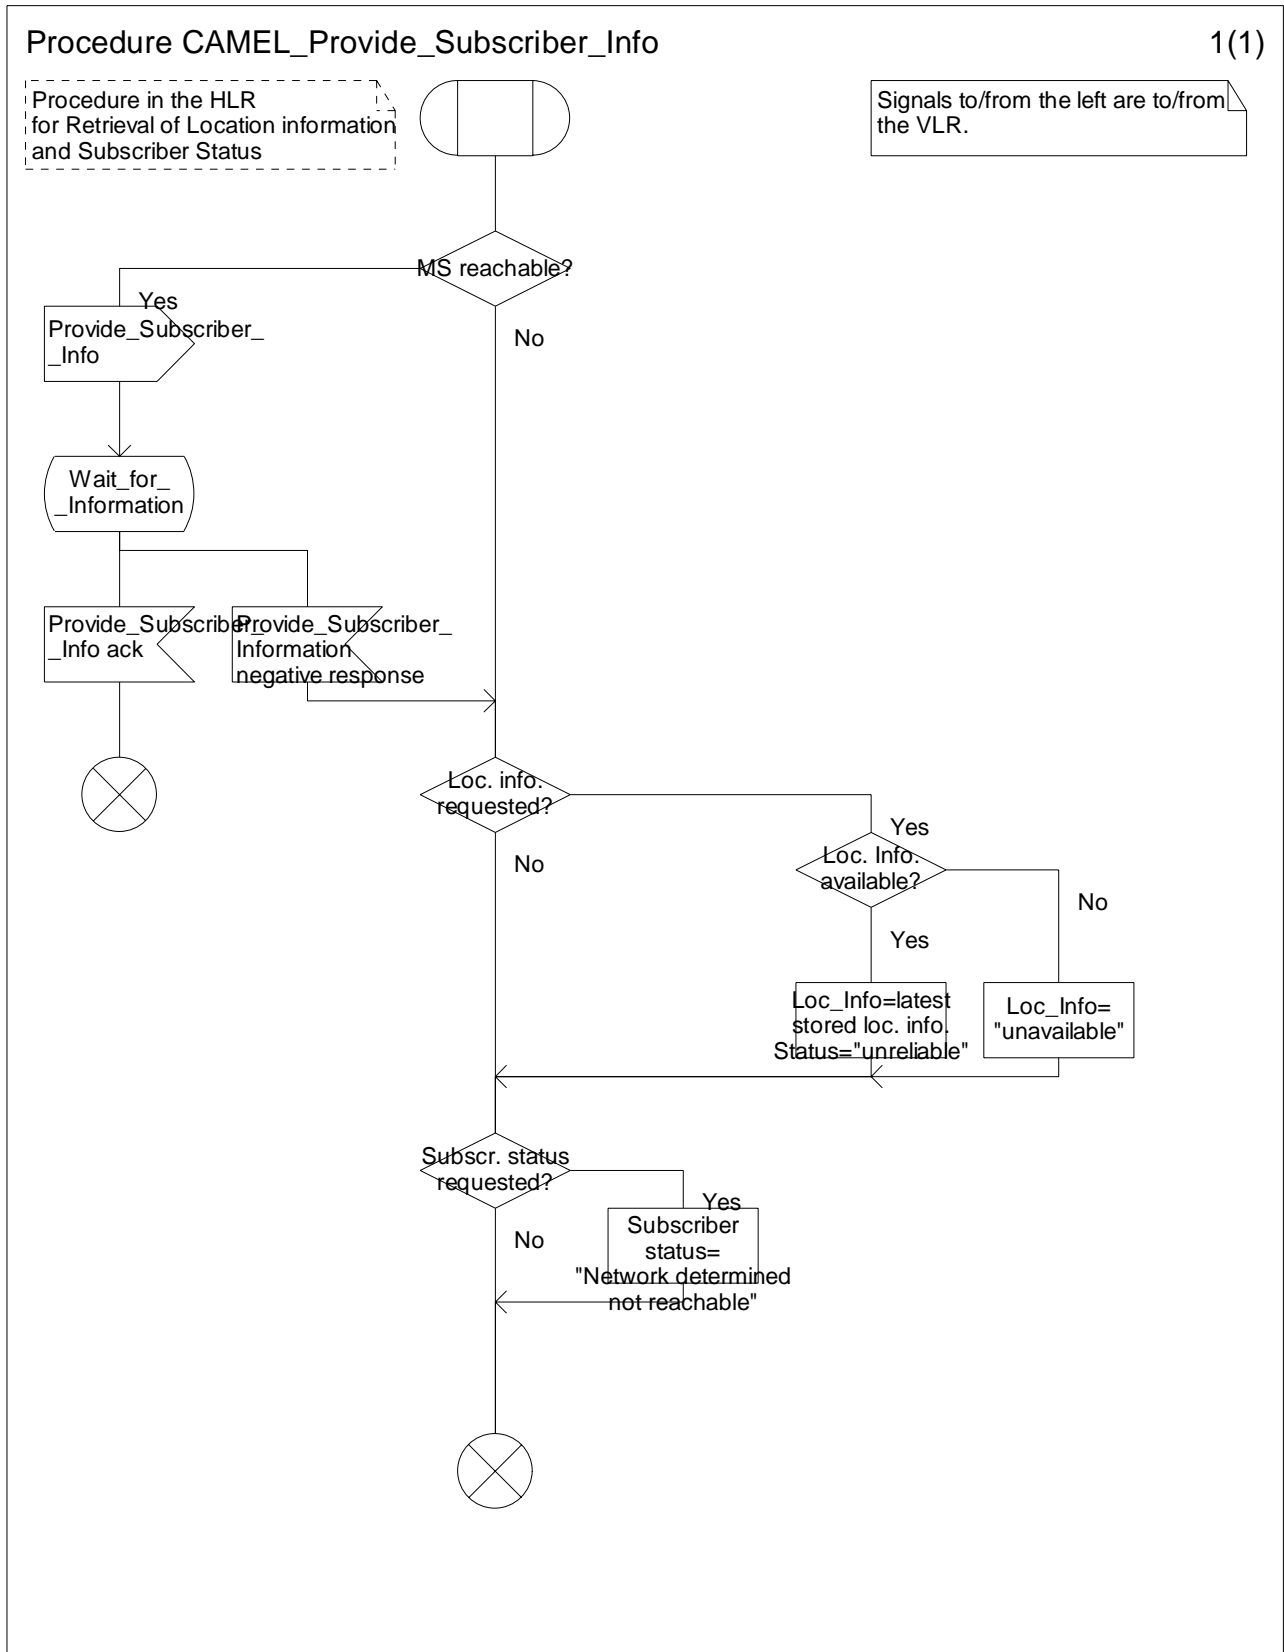 Procedure CAMEL_Provide_Subscriber_Info
1(1)
Procedure in the HLR
for Retrieval of Location information
and Subscriber Status
Signals to/from the left are to/from
the VLR.
MS reachable?
Yes
No
Provide_Subscriber_
_Info
Wait_for_
_Information
Provide_Subscriber_
_Info ack
Provide_Subscriber_
Information
negative response
Loc. info.
requested?
Yes
No
Loc. Info.
available?
No
Yes
Loc_Info=latest
stored loc. info.
Status="unreliable"
Loc_Info=
"unavailable"
Subscr. status
requested?
Yes
No
Subscriber
status=
"Network determined
not reachable"